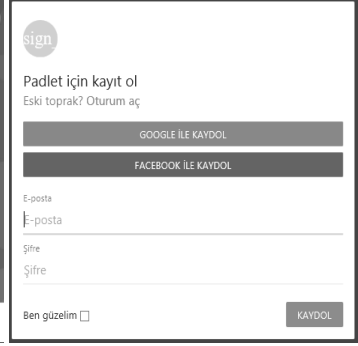 sign_
Padlet için kayıt ol
Eski toprak? Oturum aç
GOOGLE İLE KAYDOL
FACEBOOK İLE KAYDOL
E-posta
E-posta
Şifre
Şifre
Ben güzelim
KAYDOL